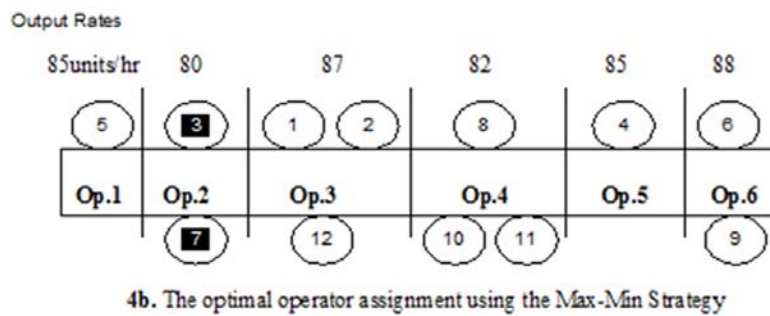 Output Rates
85units/hr 80 87 82 85 88
5 3 1 2 8 4 6
Op.1 Op.2 Op.3 Op.4 Op.5 Op.6
7 12 10 11 9
4b. The optimal operator assignment using the Max-Min Strategy